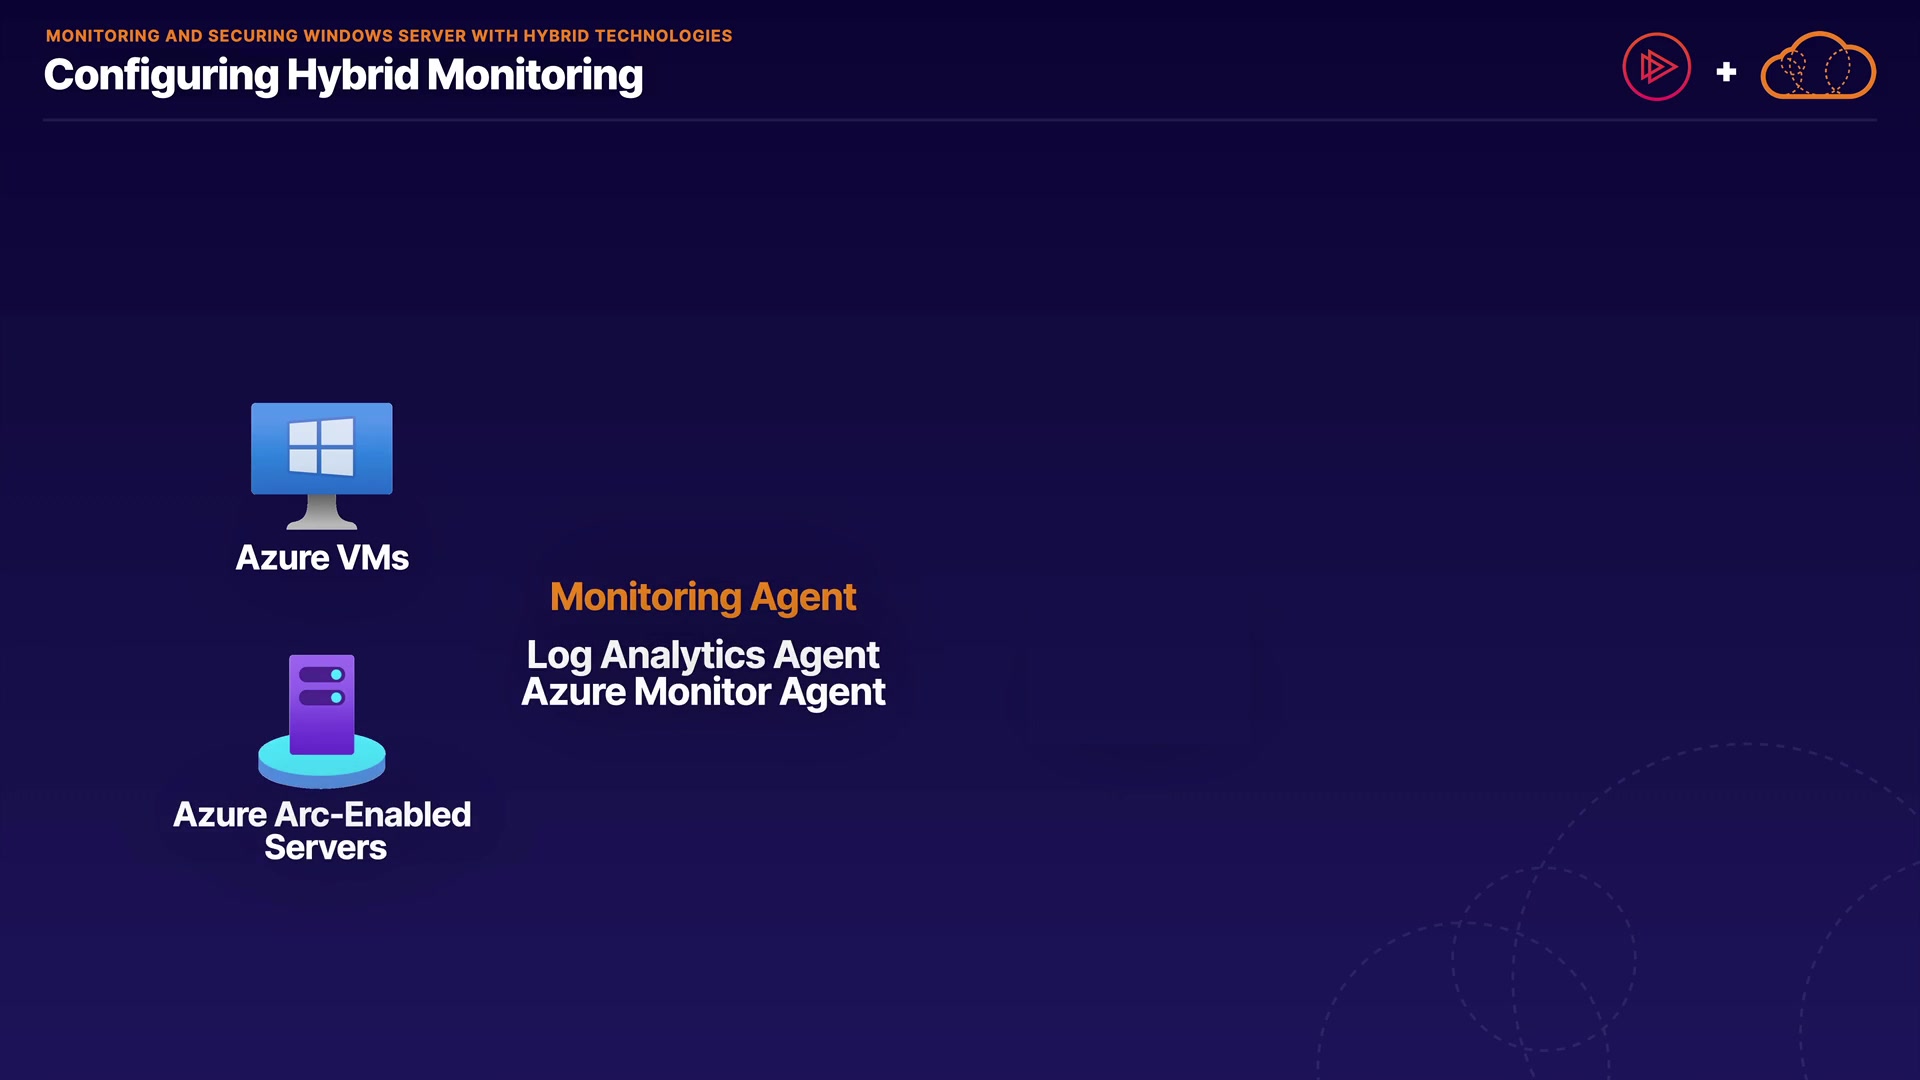 MONITORING AND SECURING WINDOWS SERVER WITH HYBRID TECHNOLOGIES
Configuring Hybrid Monitoring
Azure VMs
Monitoring Agent
Log Analytics Agent
Azure Monitor Agent
Azure Arc-Enabled
Servers